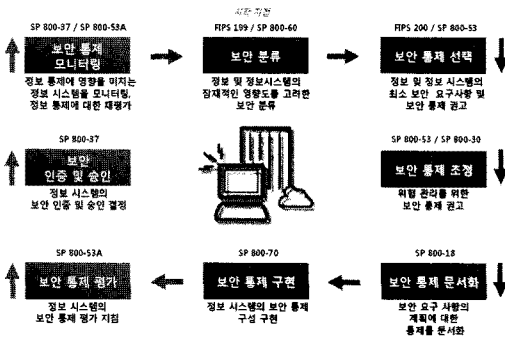 시작 지점
SP 800-37 / SP 800-53A
보안 통제
모니터링
정보 통제에 영향을 미치는
정보 시스템을 모니터링,
정보 통제에 대한 재평가
FIPS 199 / SP 800-60
보안 분류
정보 및 정보시스템의
잠재적인 영향도를 고려한
보안 분류
FIPS 200 / SP 800-53
보안 통제 선택
정보 및 정보 시스템의
최소 보안 요구사항 및
보안 통제 권고
SP 800-37
보안
인증 및 승인
정보 시스템의
보안 인증 및 승인 결정
SP 800-53 / SP 800-30
보안 통제 조정
위험 관리를 위한
보안 통제 권고
SP 800-53A
보안 통제 평가
정보 시스템의
보안 통제 평가 지침
SP 800-70
보안 통제 구현
정보 시스템의 보안 통제
구성 구현
SP 800-18
보안 통제 문서화
보안 요구 사항의
계획에 대한
통제를 문서화